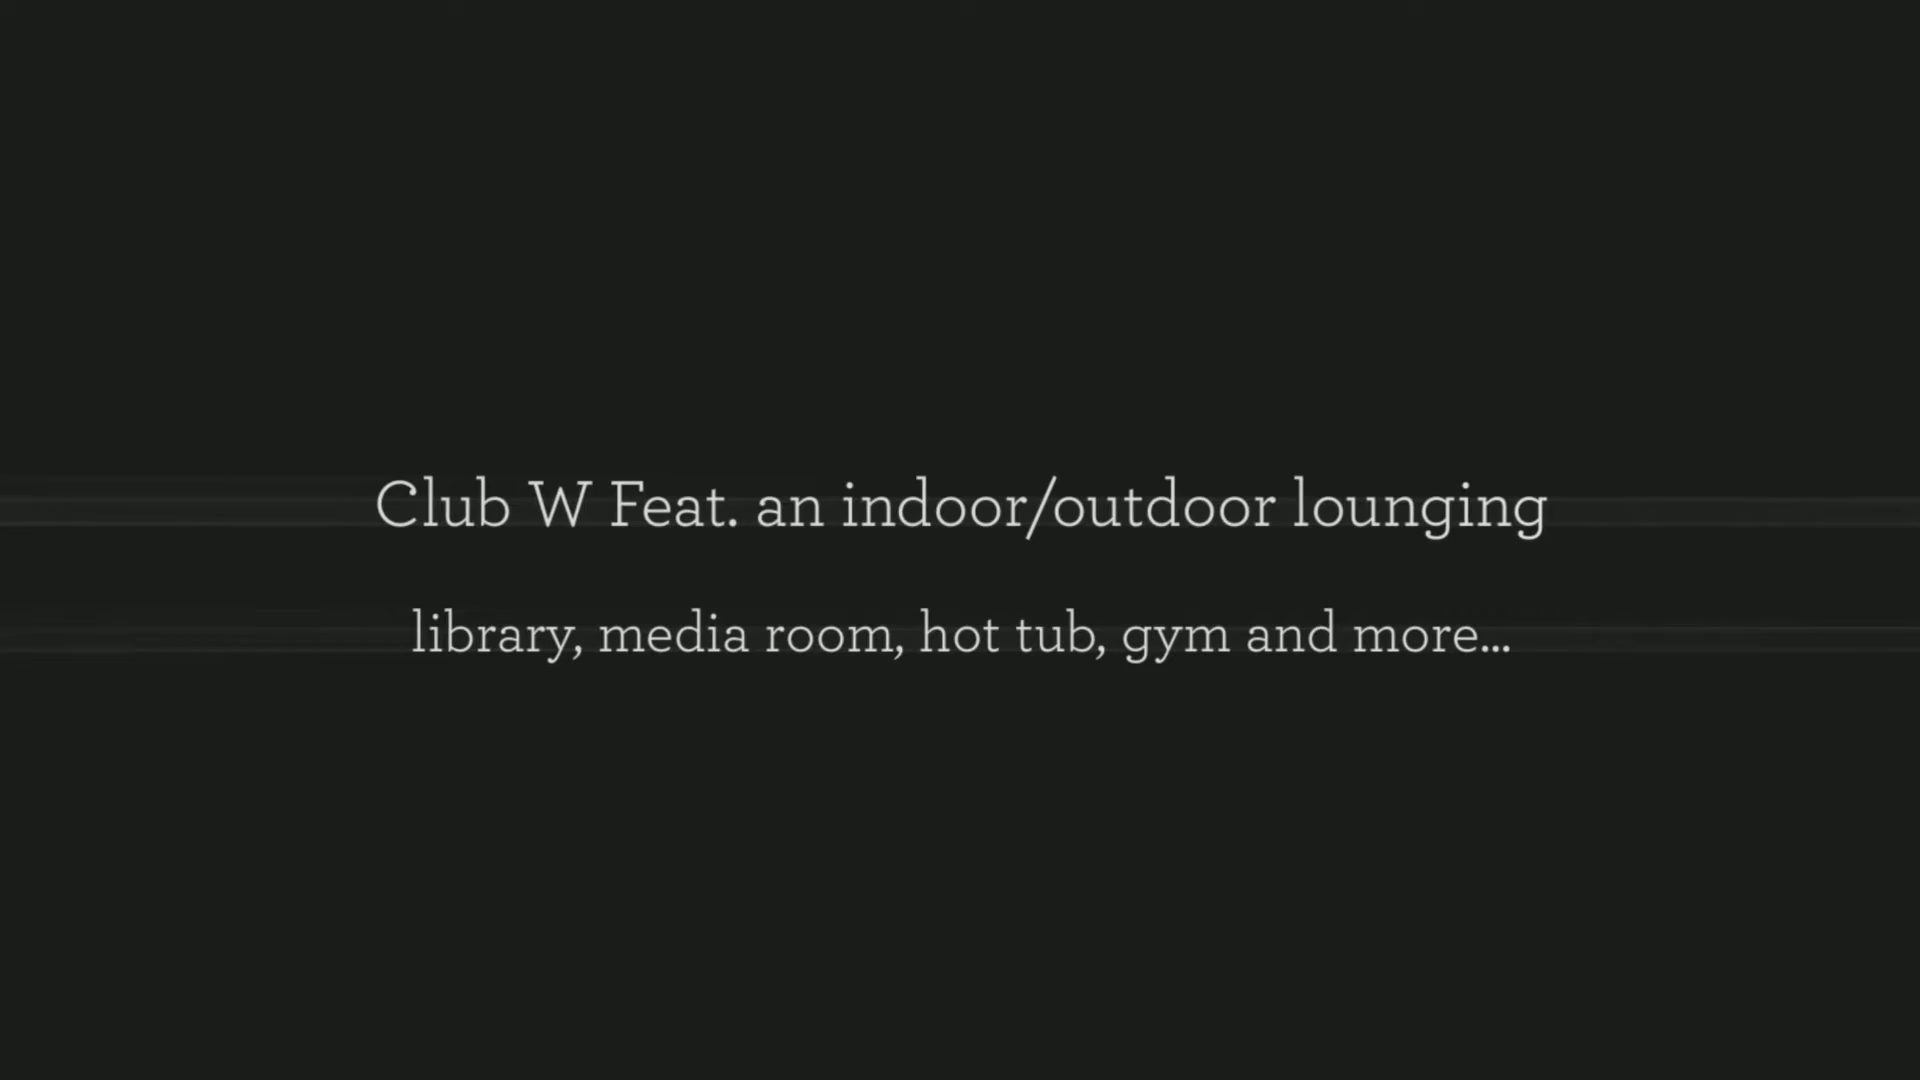 Club W Feat. an indoor/outdoor lounging
library, media room, hot tub, gym and more...